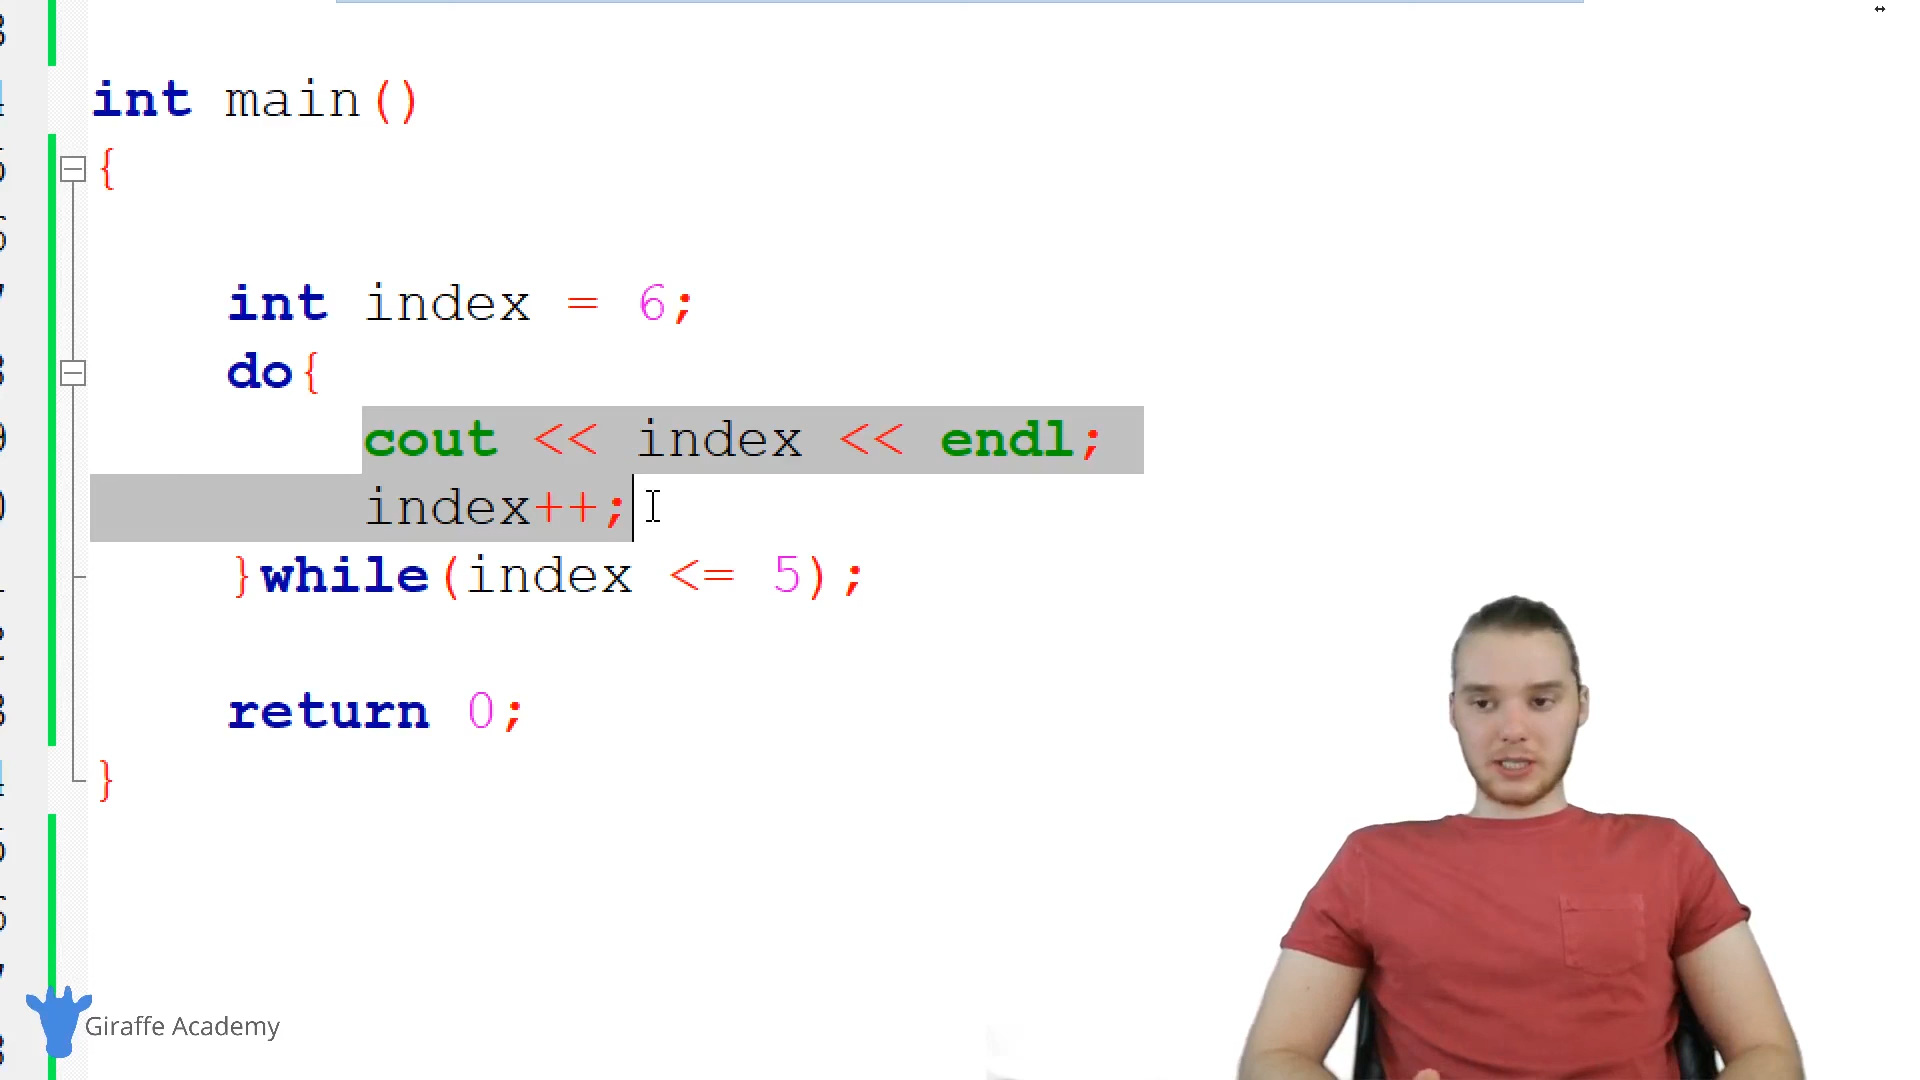 int main()
{
int index = 6;
do{
cout << index << endl;
index++;
}while(index <= 5);
return 0;
}
Giraffe Academy